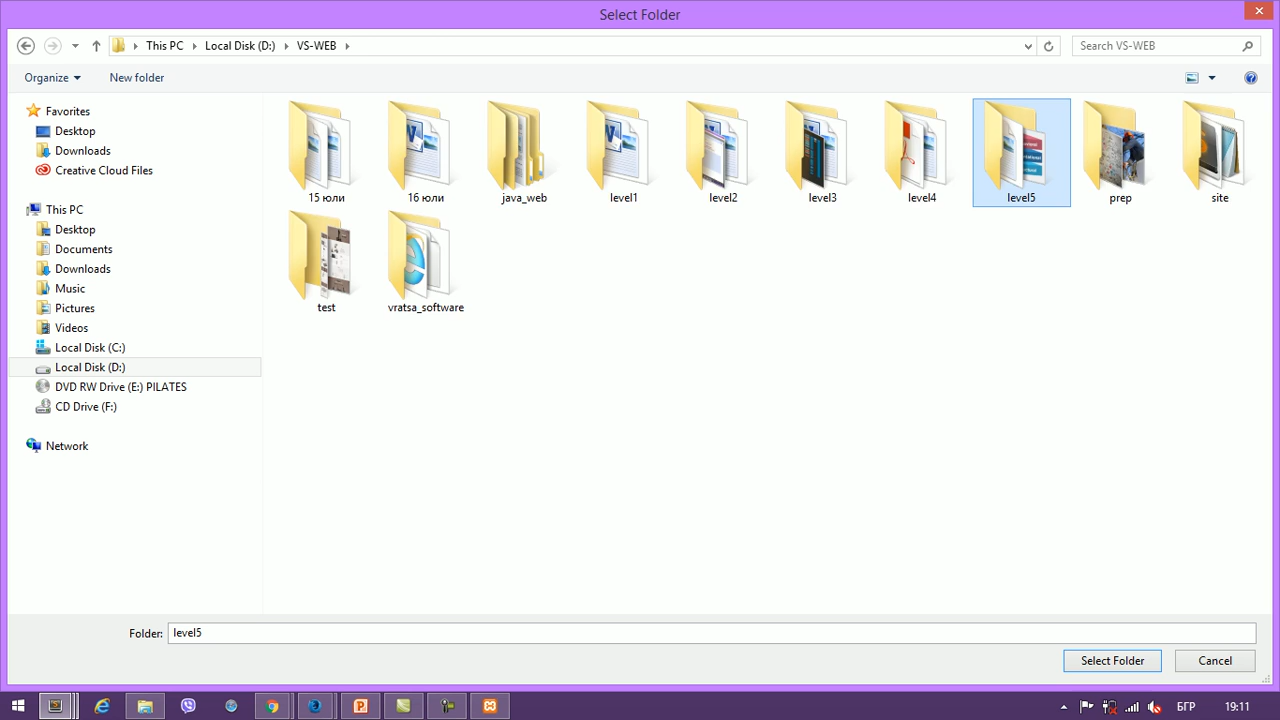 Select Folder
This PC Local Disk (D:) VS-WEB
Search VS-WEB
Organize New folder
Favorites
Desktop
Downloads
Creative Cloud Files
This PC
Desktop
Documents
Downloads
Music
Pictures
Videos
Local Disk (C:)
Local Disk (D:)
DVD RW Drive (E:) PILATES
CD Drive (F:)
Network
15 юли 16 юли java_web level1 level2 level3 level4 level5 prep site
test vratsa_software
Folder: level5
Select Folder Cancel
БГР 19:11